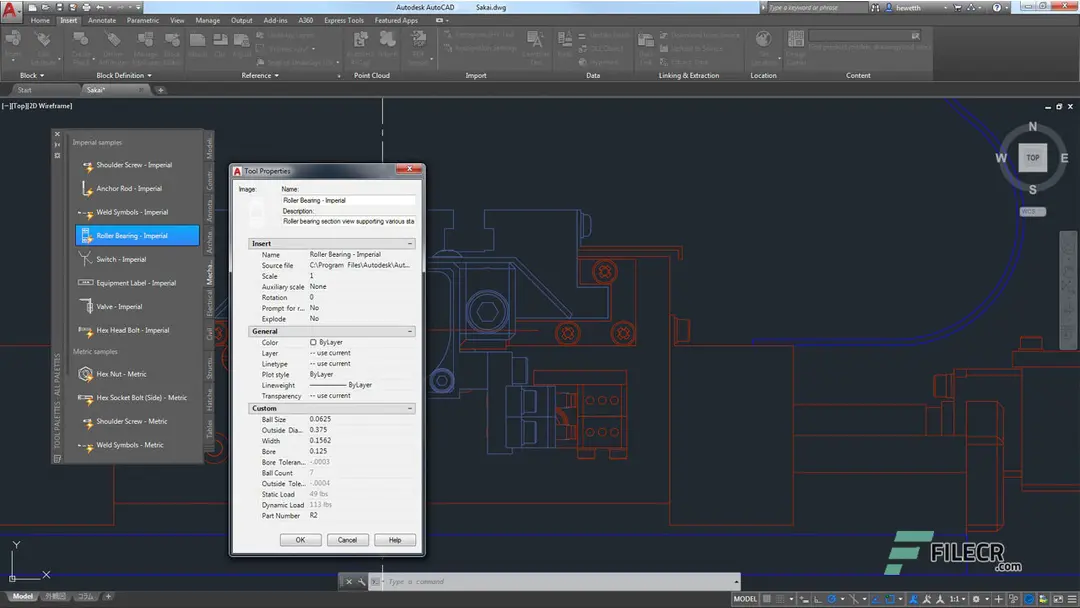 Autodesk AutoCAD Sakai.dwg
Type a keyword or phrase
hewetth
Home Insert Annotate Parametric View Manage Output Add-ins A360 Express Tools Featured Apps
Block Block Definition Reference Point Cloud Import Data Linking & Extraction Location Content
Start Sakai*
[−][Top][2D Wireframe]
N
W TOP E
S
WCS
Imperial samples
Shoulder Screw - Imperial
Anchor Rod - Imperial
Weld Symbols - Imperial
Roller Bearing - Imperial
Switch - Imperial
Equipment Label - Imperial
Valve - Imperial
Hex Head Bolt - Imperial
Metric samples
Hex Nut - Metric
Hex Socket Bolt (Side) - Metric
Shoulder Screw - Metric
Weld Symbols - Metric
TOOL PALETTES - ALL PALETTES
Tool Properties
Image: Name:
Roller Bearing - Imperial
Description:
Roller bearing section view supporting various sta
Insert
Name Roller Bearing - Imperial
Source file C:\Program Files\Autodesk\Aut...
Scale 1
Auxiliary scale None
Rotation 0
Prompt for r... No
Explode No
General
Color ByLayer
Layer -- use current
Linetype -- use current
Plot style ByLayer
Lineweight ByLayer
Transparency -- use current
Custom
Ball Size 0.0625
Outside Dia... 0.375
Width 0.1562
Bore 0.125
Bore Toleran... -.0003
Ball Count 7
Outside Tole... -.0004
Static Load 49 lbs
Dynamic Load 113 lbs
Part Number R2
OK Cancel Help
FILECR
.com
Type a command
Model 外観図 コラム +
MODEL 1:1